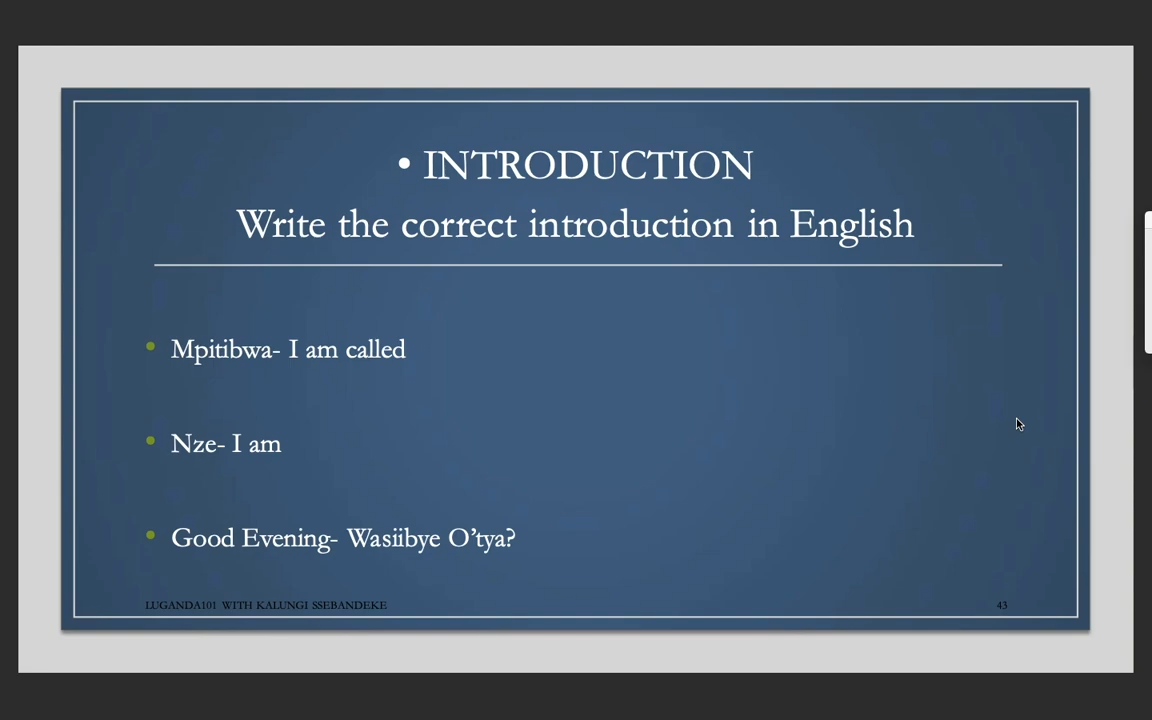 • INTRODUCTION
Write the correct introduction in English
• Mpitibwa- I am called
• Nze- I am
• Good Evening- Wasiibye O’tya?
LUGANDA101 WITH KALUNGI SSEBANDEKE
43